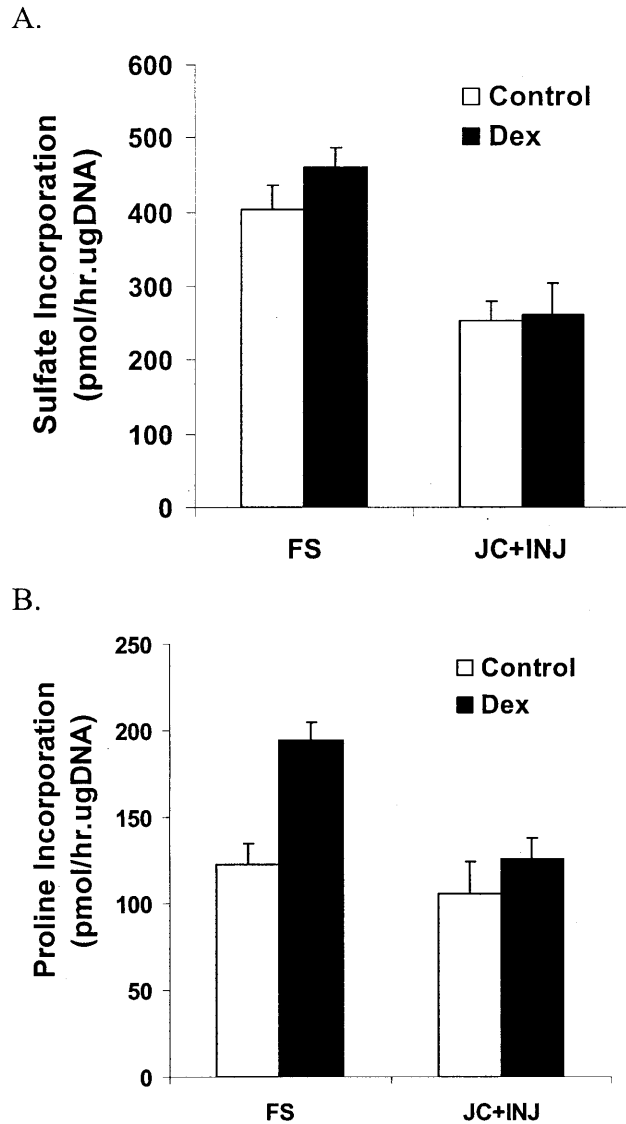 A.
Sulfate Incorporation
(pmol/hr.ugDNA)
600
500
400
300
200
100
0
Control
Dex
FS
JC+INJ
B.
Proline Incorporation
(pmol/hr.ugDNA)
250
200
150
100
50
0
Control
Dex
FS
JC+INJ